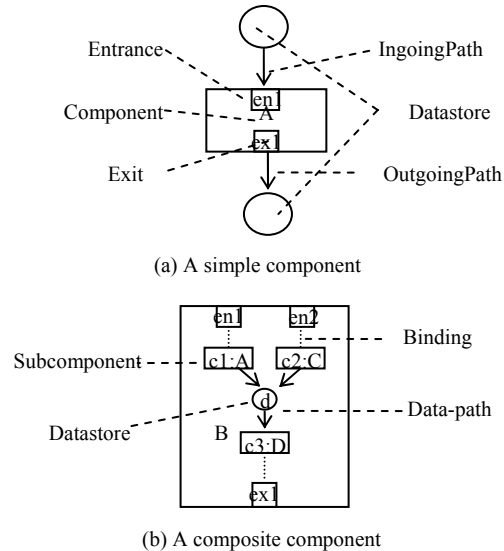 Entrance
IngoingPath
en1
Component
A
Datastore
ex1
Exit
OutgoingPath
(a) A simple component
en1
en2
Binding
Subcomponent
c1:A
c2:C
d
Data-path
Datastore
B
c3:D
ex1
(b) A composite component